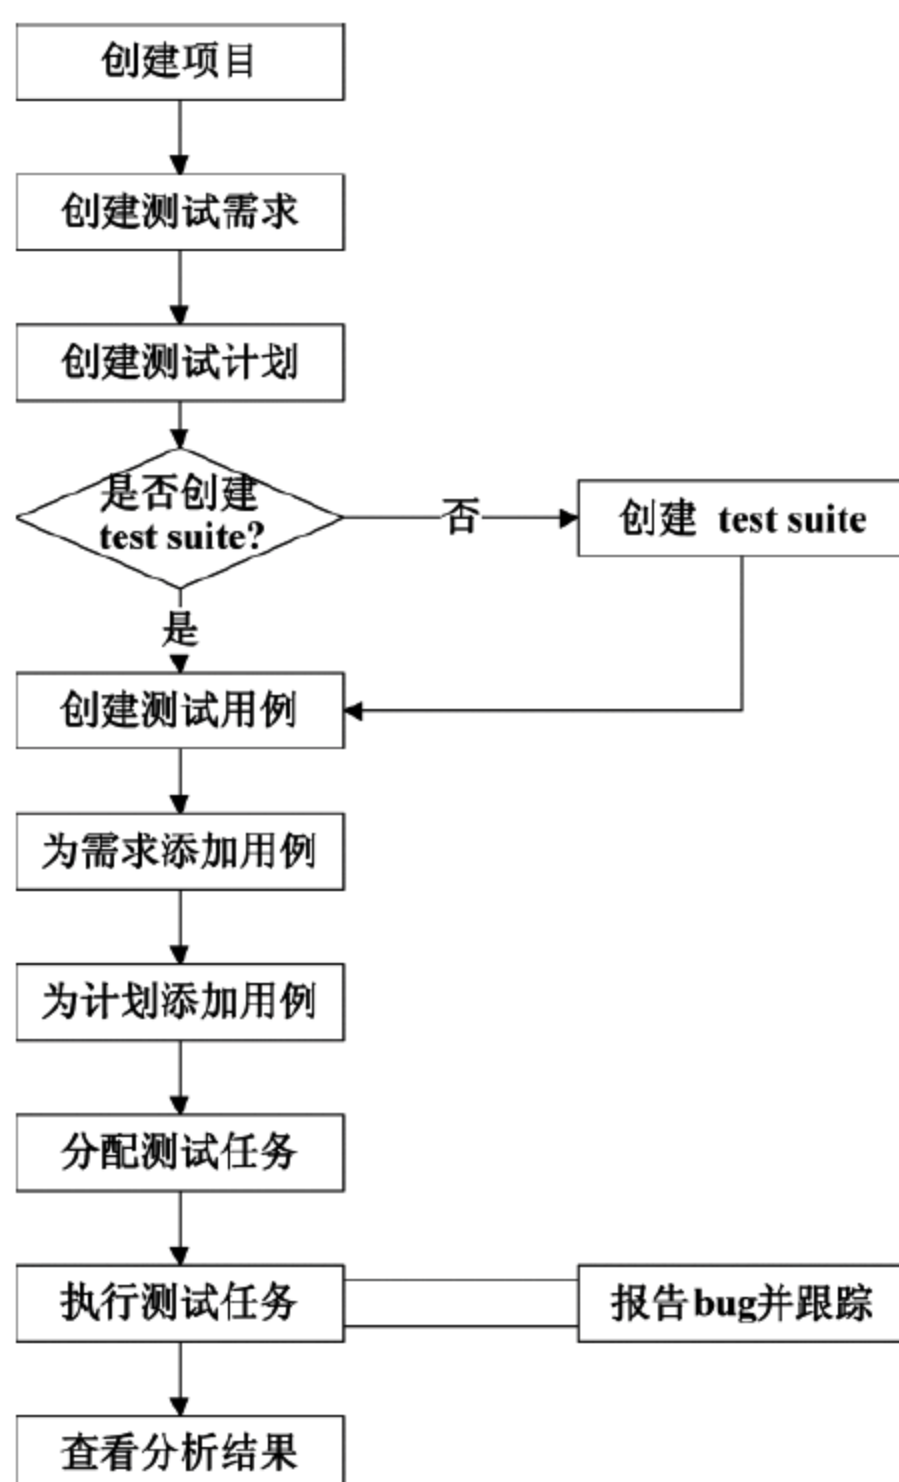 创建项目
创建测试需求
创建测试计划
是否创建
test suite?
否
创建 test suite
是
创建测试用例
为需求添加用例
为计划添加用例
分配测试任务
执行测试任务
报告bug并跟踪
查看分析结果